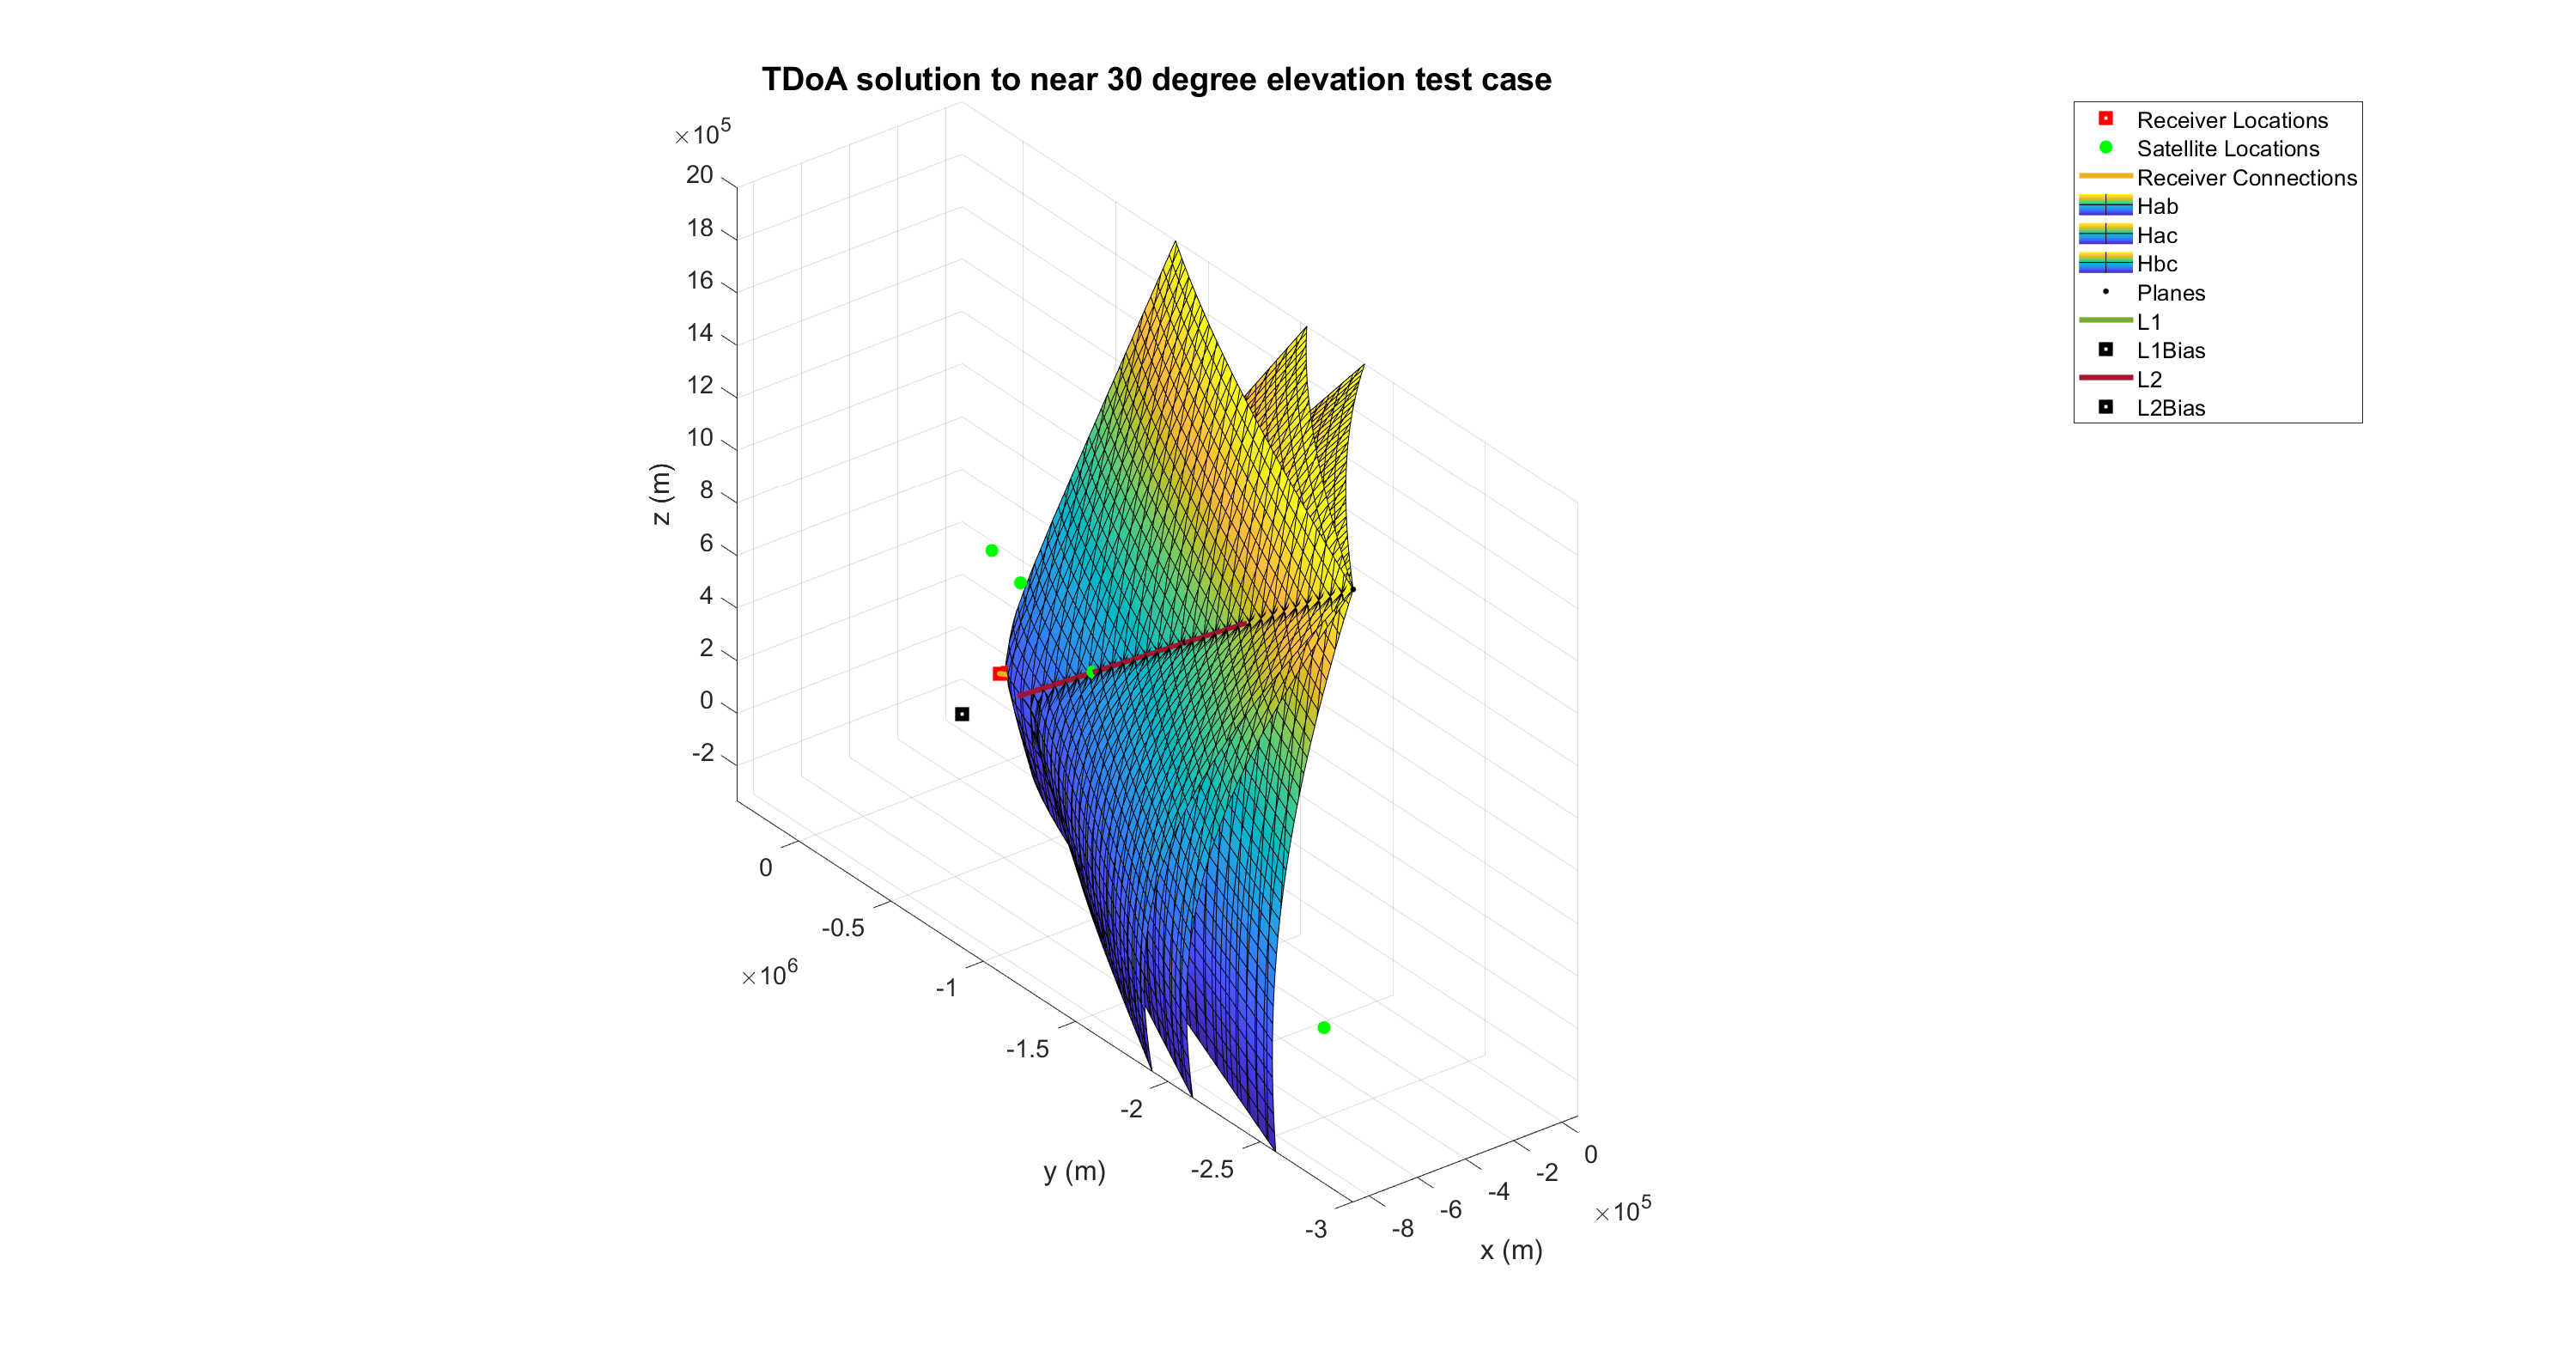 TDoA solution to near 30 degree elevation test case
×10^5
20
18
16
14
12
10
8
6
4
2
0
-2
z (m)
0
-0.5
-1
-1.5
-2
-2.5
-3
×10^6
y (m)
-8
-6
-4
-2
0
×10^5
x (m)
Receiver Locations
Satellite Locations
Receiver Connections
Hab
Hac
Hbc
Planes
L1
L1Bias
L2
L2Bias